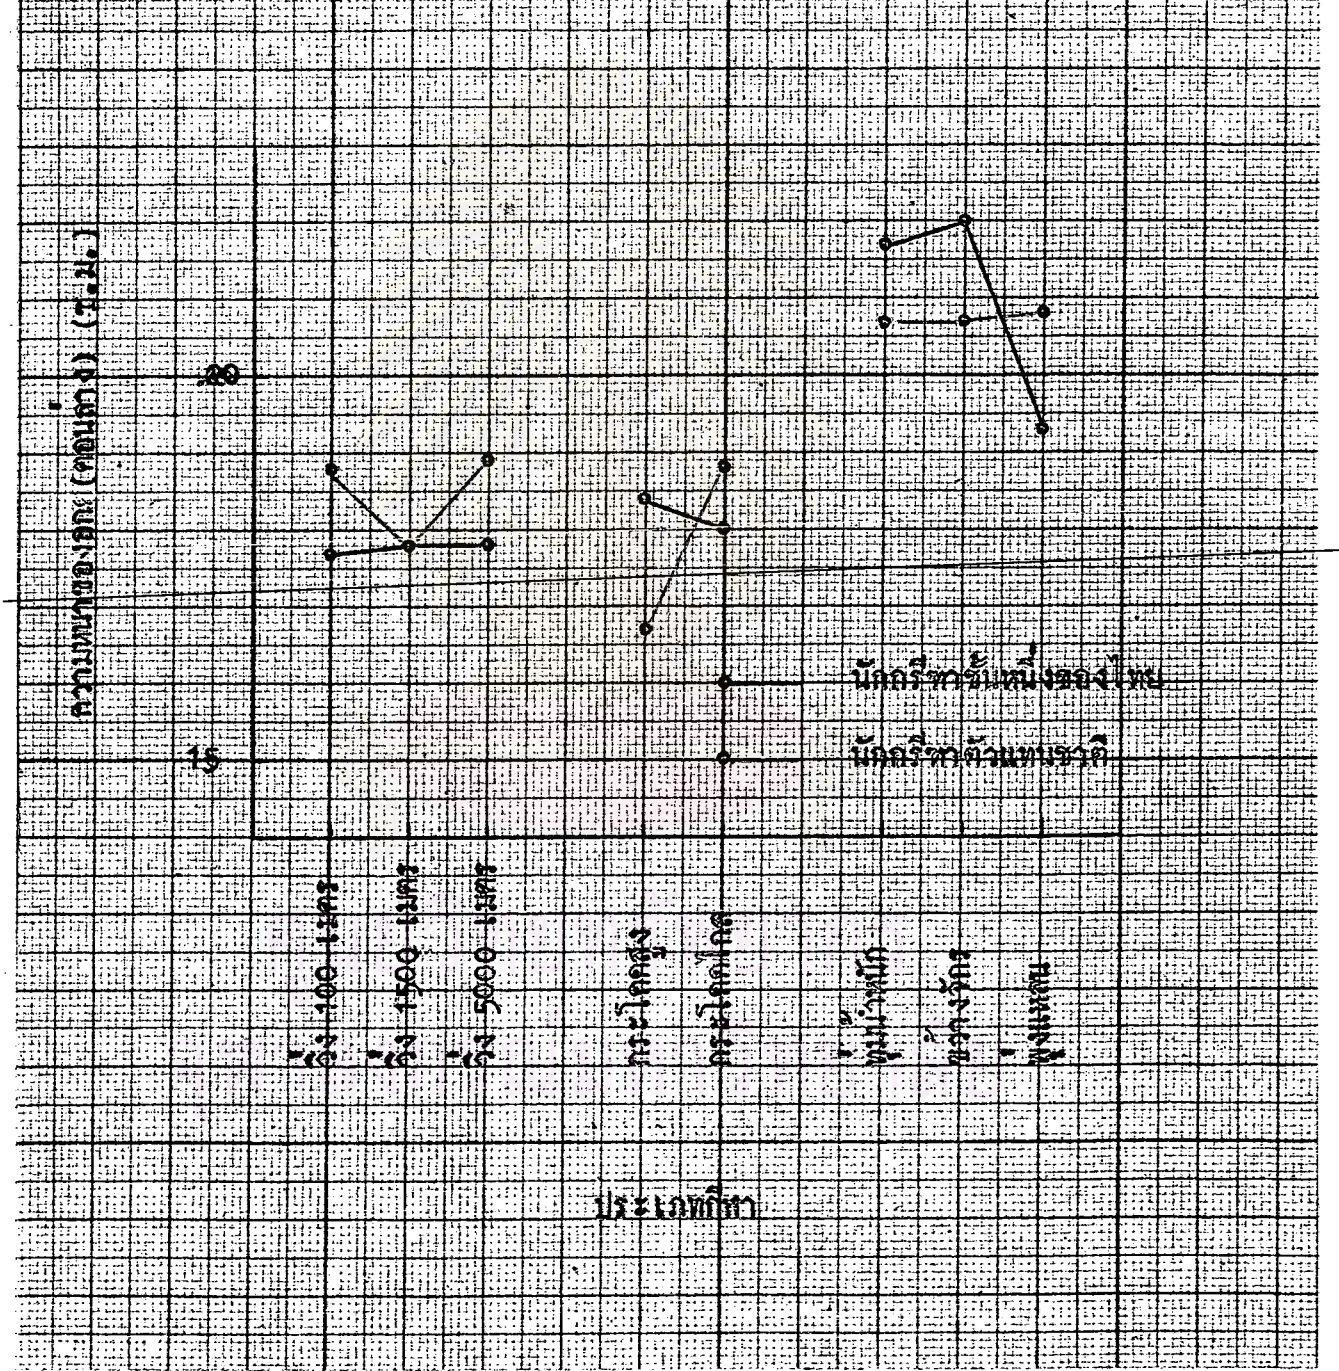 ความหนาของอก (ตอนล่าง) (ซ.ม.)
20
15
นักกรีฑาชั้นหนึ่งของไทย
นักกรีฑาตัวแทนชาติ
วิ่ง 100 เมตร
วิ่ง 1500 เมตร
วิ่ง 5000 เมตร
กระโดดสูง
กระโดดไกล
ทุ่มน้ำหนัก
ขว้างจักร
พุ่งแหลน
ประเภทกีฬา